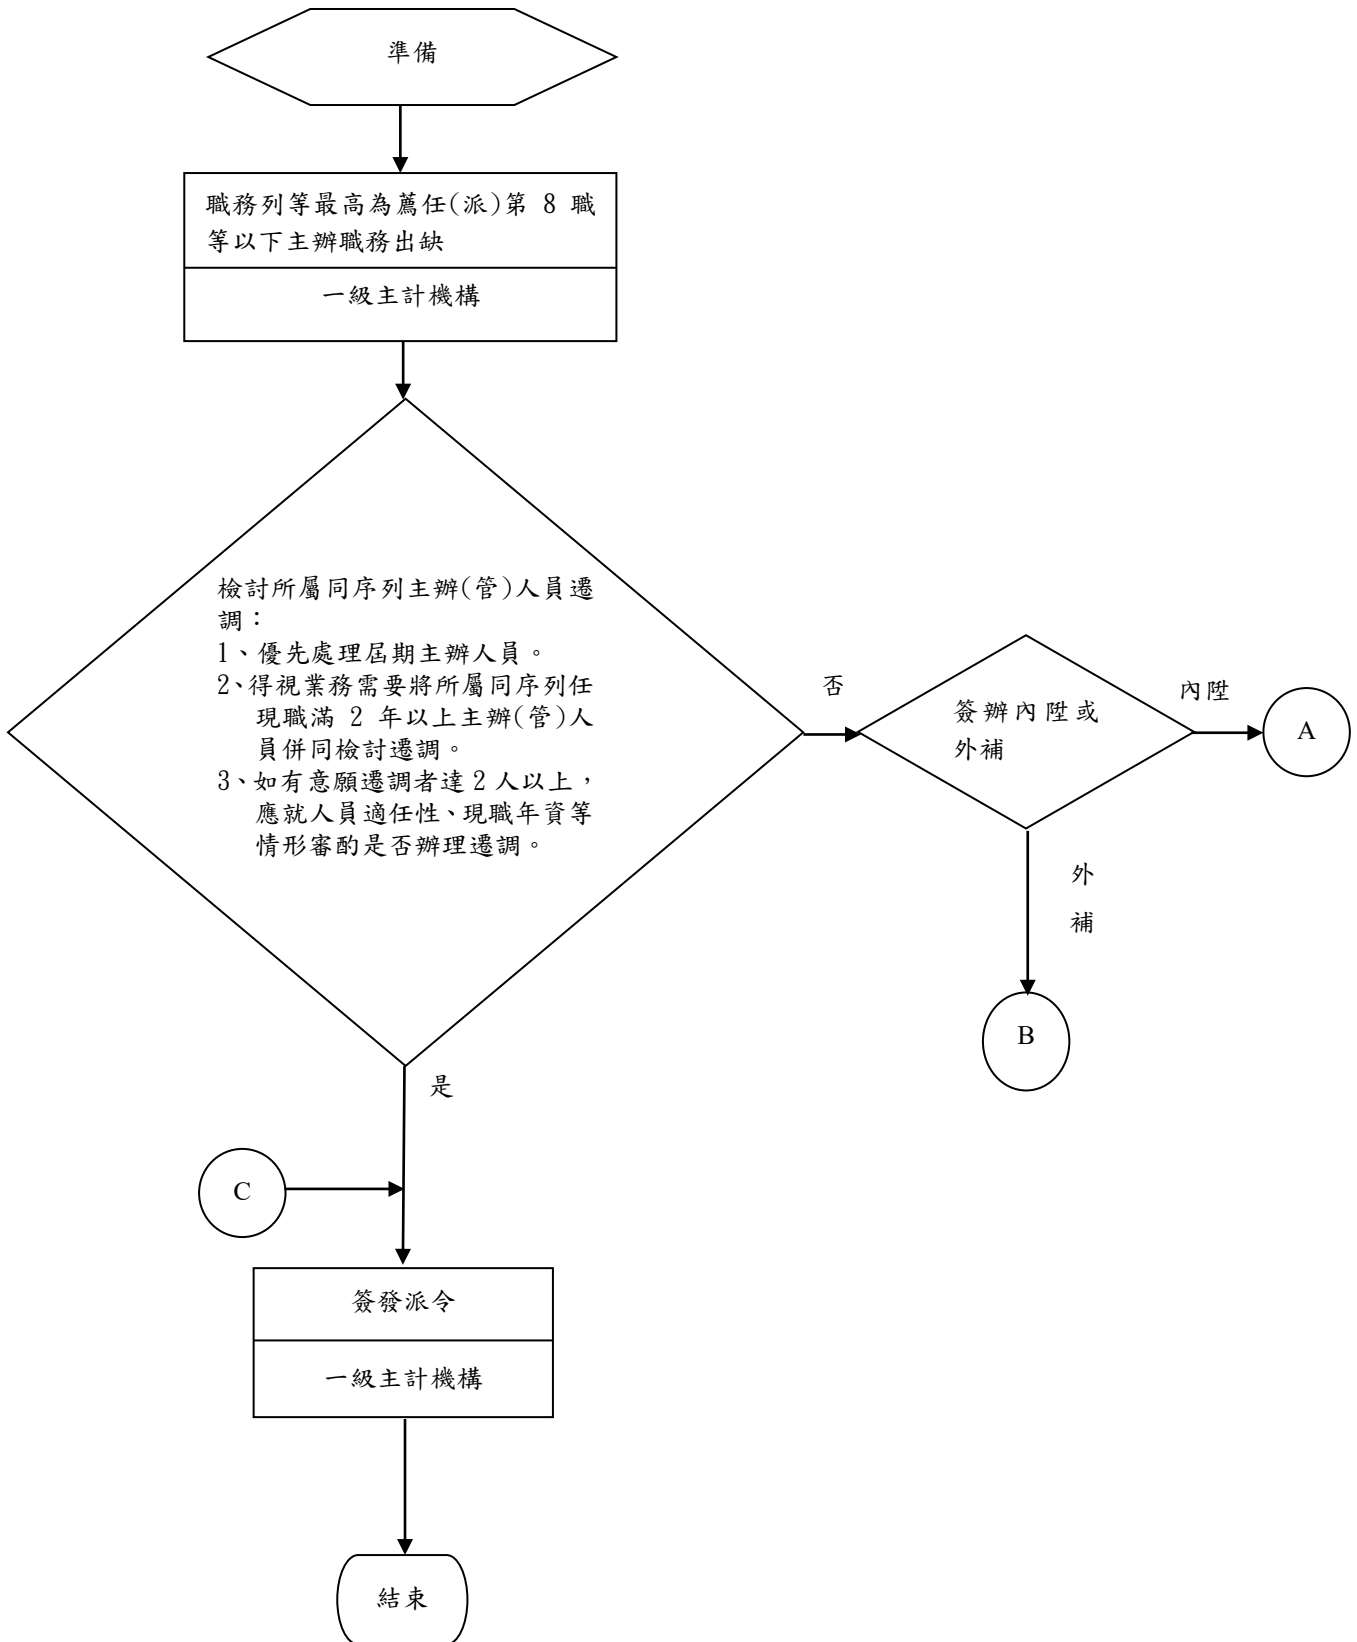 準備
職務列等最高為薦任(派)第 8 職
等以下主辦職務出缺
一級主計機構
檢討所屬同序列主辦(管)人員遷
調：
1、優先處理屆期主辦人員。
2、得視業務需要將所屬同序列任
現職滿 2 年以上主辦(管)人
員併同檢討遷調。
3、如有意願遷調者達 2 人以上，
應就人員適任性、現職年資等
情形審酌是否辦理遷調。
否
簽辦內陞或
外補
內陞
A
外
補
B
是
C
簽發派令
一級主計機構
結束